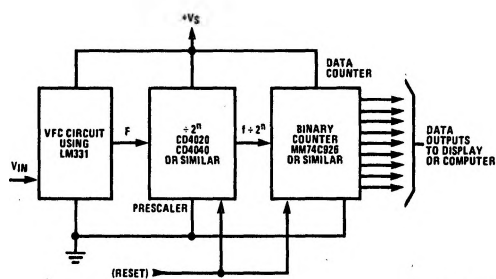 +VS
DATA
COUNTER
VFC CIRCUIT
USING
LM331
F
÷ 2ⁿ
CD4020
CD4040
OR SIMILAR
f ÷ 2ⁿ
BINARY
COUNTER
MM74C926
OR SIMILAR
DATA
OUTPUTS
TO DISPLAY
OR COMPUTER
VIN
PRESCALER
(RESET)